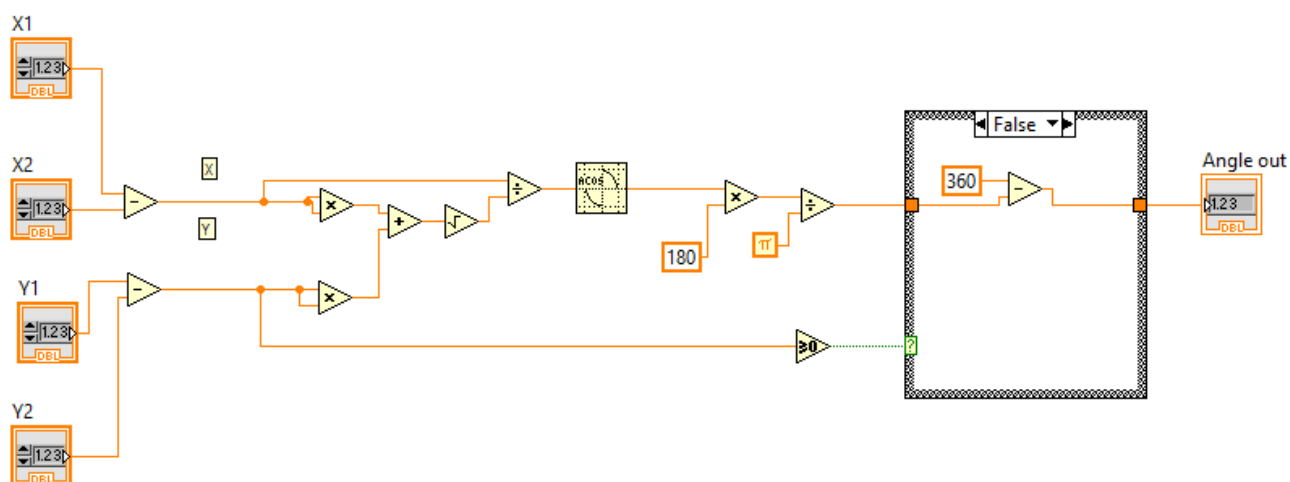 X1
1.23
DBL
X2
1.23
DBL
X
Y
ACOS
False
360
Angle out
1.23
DBL
180
π
≥0
?
Y1
1.23
DBL
Y2
1.23
DBL